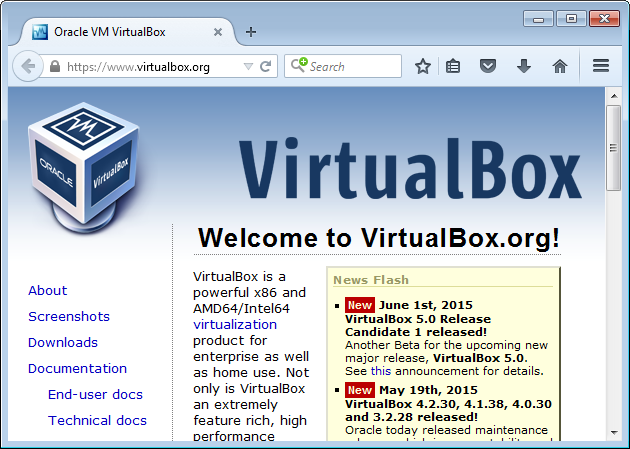 Oracle VM VirtualBox
https://www.virtualbox.org
Search
VM
ORACLE
VirtualBox
VirtualBox
Welcome to VirtualBox.org!
About
Screenshots
Downloads
Documentation
End-user docs
Technical docs
VirtualBox is a
powerful x86 and
AMD64/Intel64
virtualization
product for
enterprise as well
as home use. Not
only is VirtualBox
an extremely
feature rich, high
performance
News Flash
New June 1st, 2015
VirtualBox 5.0 Release
Candidate 1 released!
Another Beta for the upcoming new
major release, VirtualBox 5.0.
See this announcement for details.
New May 19th, 2015
VirtualBox 4.2.30, 4.1.38, 4.0.30
and 3.2.28 released!
Oracle today released maintenance